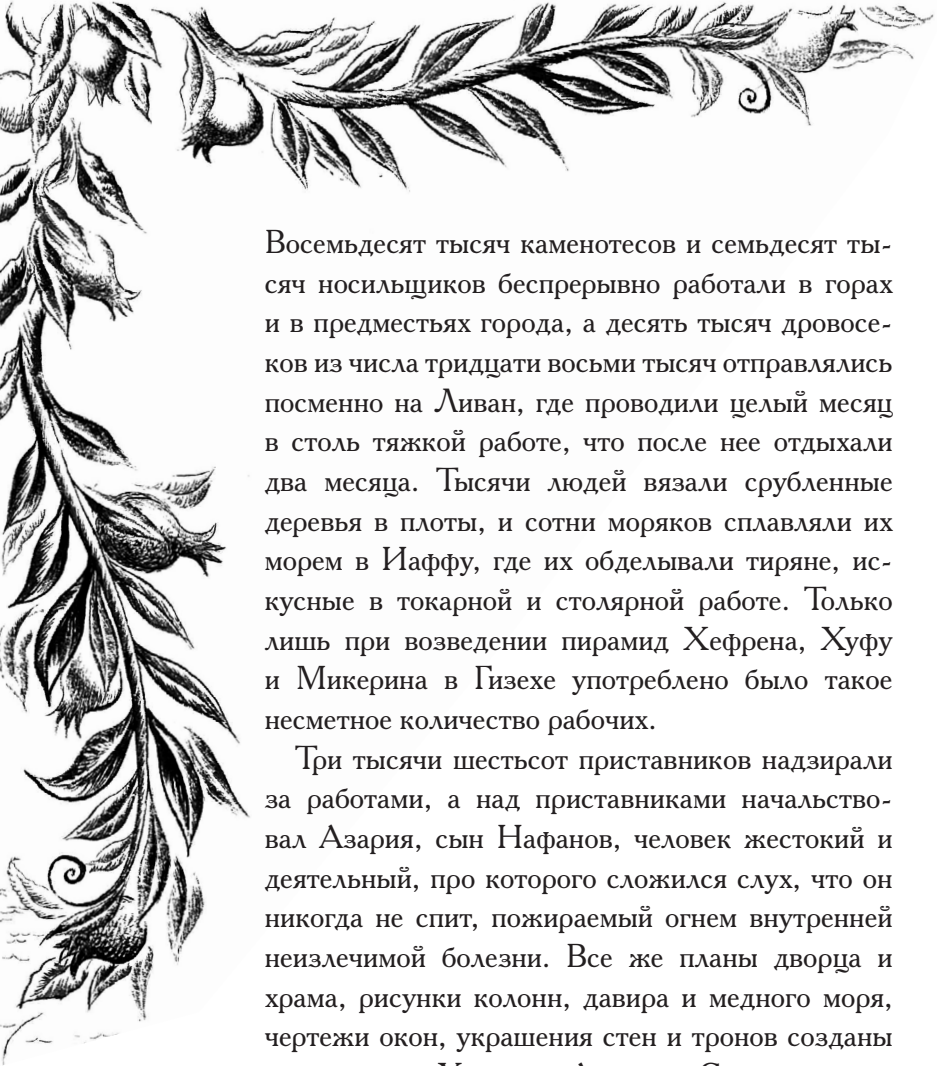 Восемьдесят тысяч каменотесов и семьдесят ты-
сяч носильщиков беспрерывно работали в горах
и в предместьях города, а десять тысяч дровосе-
ков из числа тридцати восьми тысяч отправлялись
посменно на Ливан, где проводили целый месяц
в столь тяжкой работе, что после нее отдыхали
два месяца. Тысячи людей вязали срубленные
деревья в плоты, и сотни моряков сплавляли их
морем в Иаффу, где их обделывали тиряне, ис-
кусные в токарной и столярной работе. Только
лишь при возведении пирамид Хефрена, Хуфу
и Микерина в Гизехе употреблено было такое
несметное количество рабочих.
Три тысячи шестьсот приставников надзирали
за работами, а над приставниками начальство-
вал Азария, сын Нафанов, человек жестокий и
деятельный, про которого сложился слух, что он
никогда не спит, пожираемый огнем внутренней
неизлечимой болезни. Все же планы дворца и
храма, рисунки колонн, давира и медного моря,
чертежи окон, украшения стен и тронов созданы